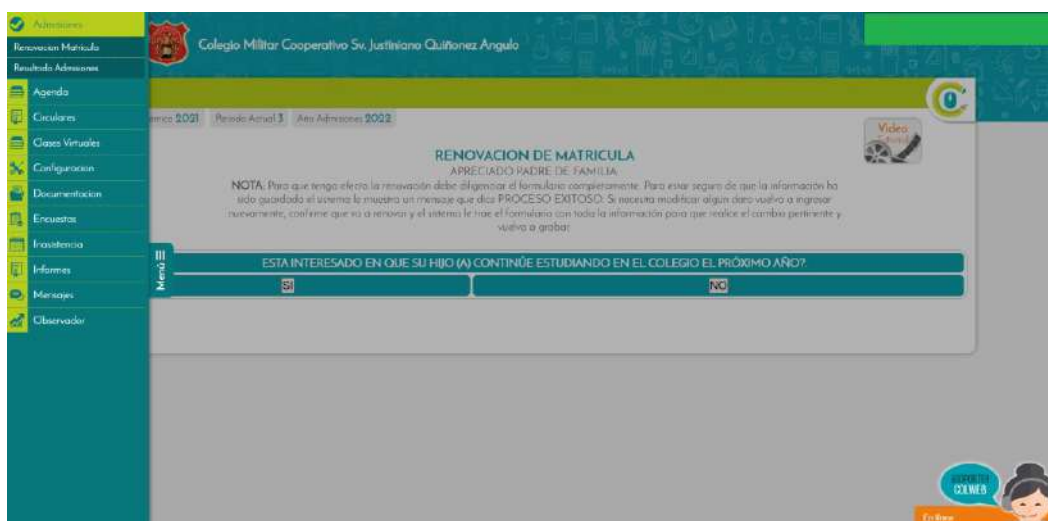 Admisiones
Renovacion Matricula
Resultado Admisiones
Agenda
Circulares
Clases Virtuales
Configuracion
Documentacion
Encuestas
Inasistencia
Informes
Mensajes
Observador
Menú
Colegio Militar Cooperativo Sv. Justiniano Quiñonez Angulo
2021 Periodo Actual 3 Año Admisiones 2022
Video
RENOVACION DE MATRICULA
APRECIADO PADRE DE FAMILIA
NOTA: Para que tenga efecto la renovación debe diligenciar el formulario completamente. Para estar seguro de que la información ha
sido guardada el sistema le muestra un mensaje que dice PROCESO EXITOSO. Si necesita modificar algún dato vuelva a ingresar
nuevamente, confirme que va a renovar y el sistema le trae el formulario con toda la información para que realice el cambio pertinente y
vuelva a grabar
ESTA INTERESADO EN QUE SU HIJO (A) CONTINÚE ESTUDIANDO EN EL COLEGIO EL PRÓXIMO AÑO?.
SI
NO
COLWEB